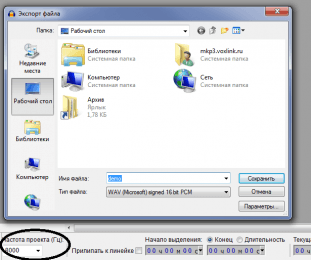 Экспорт файла
Папка: Рабочий стол
Недавние места
Рабочий стол
Библиотеки
Компьютер
Библиотеки
Системная папка
mkp3.voxlink.ru
Системная папка
Компьютер
Системная папка
Сеть
Системная папка
Архив
Ярлык
1,78 КБ
Имя файла: demo
Тип файла: WAV (Microsoft) signed 16 bit PCM
Сохранить
Отмена
Параметры...
Частота проекта (Гц):
8000
Прилипать к линейке
Начало выделения: Конец Длительность
00 ч 00 м 00 с
00 ч 00 м 00 с